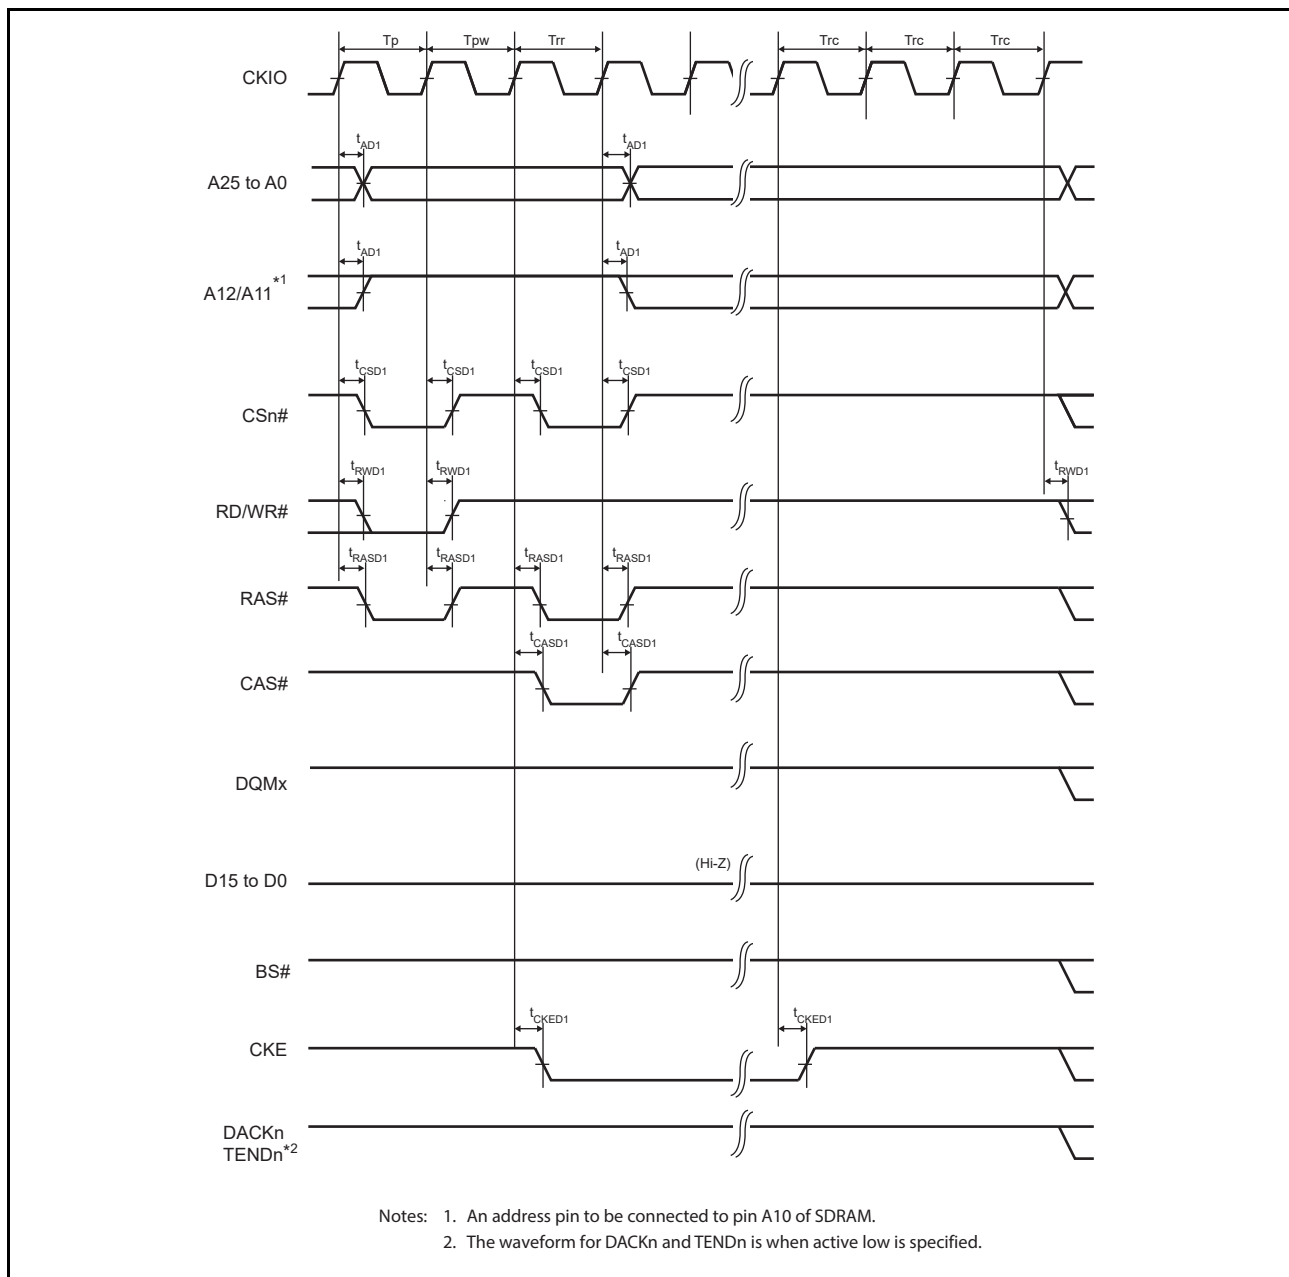 Tp Tpw Trr Trc Trc Trc
CKIO
tAD1 tAD1
A25 to A0
tAD1 tAD1
A12/A11*1
tCSD1 tCSD1 tCSD1 tCSD1
CSn#
tRWD1 tRWD1 tRWD1
RD/WR#
tRASD1 tRASD1 tRASD1 tRASD1
RAS#
tCASD1 tCASD1
CAS#
DQMx
(Hi-Z)
D15 to D0
BS#
tCKED1 tCKED1
CKE
DACKn
TENDn*2
Notes: 1. An address pin to be connected to pin A10 of SDRAM.
2. The waveform for DACKn and TENDn is when active low is specified.